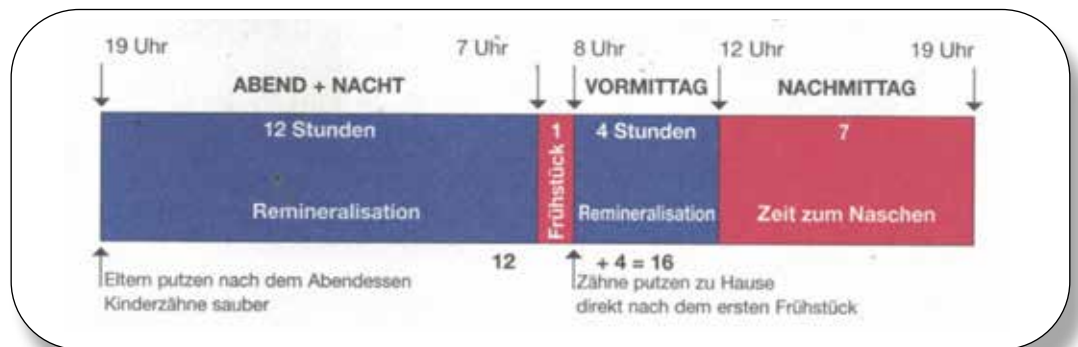 19 Uhr 7 Uhr 8 Uhr 12 Uhr 19 Uhr
ABEND + NACHT VORMITTAG NACHMITTAG
12 Stunden 1 4 Stunden 7
Frühstück
Remineralisation Remineralisation Zeit zum Naschen
12 + 4 = 16
Eltern putzen nach dem Abendessen
Kinderzähne sauber
Zähne putzen zu Hause
direkt nach dem ersten Frühstück